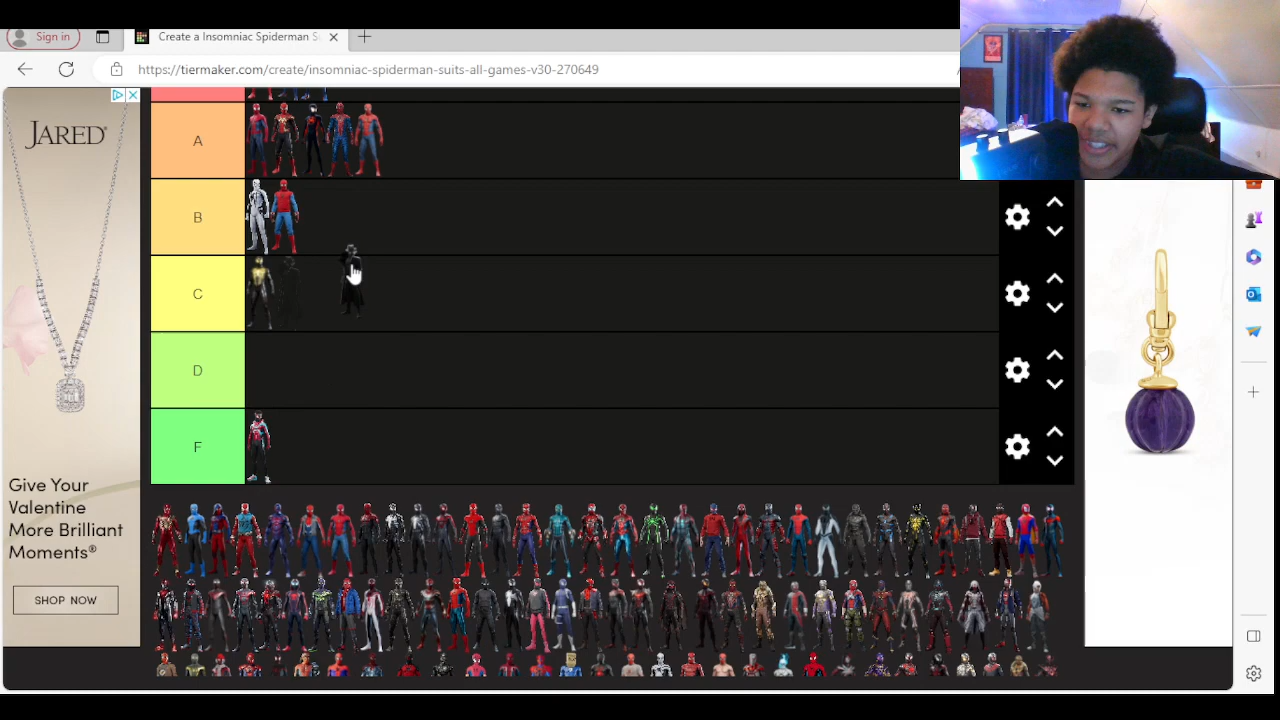 Sign in
Create a Insomniac Spiderman S
https://tiermaker.com/create/insomniac-spiderman-suits-all-games-v30-270649
JARED®
A
B
C
D
F
Give Your
Valentine
More Brilliant
Moments®
SHOP NOW